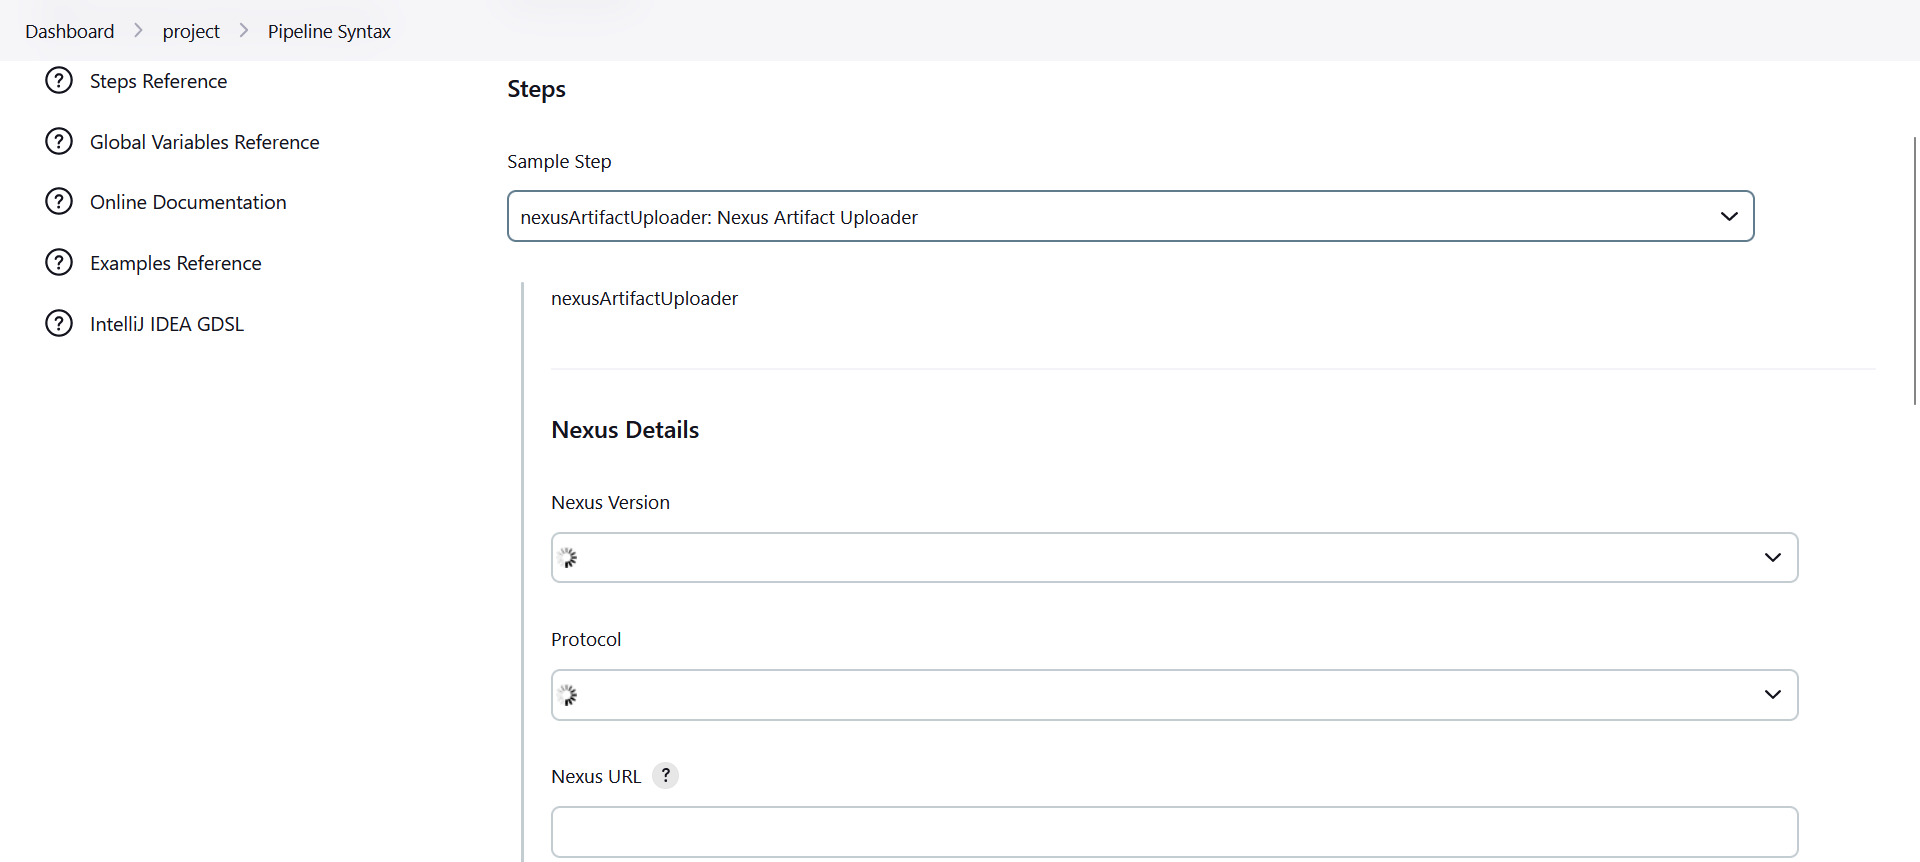 Dashboard > project > Pipeline Syntax
Steps Reference
Global Variables Reference
Online Documentation
Examples Reference
IntelliJ IDEA GDSL
Steps
Sample Step
nexusArtifactUploader: Nexus Artifact Uploader
nexusArtifactUploader
Nexus Details
Nexus Version
Protocol
Nexus URL ?